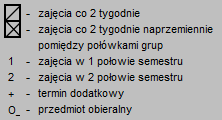 - zajęcia co 2 tygodnie
- zajęcia co 2 tygodnie naprzemiennie
pomiędzy połówkami grup
1 - zajęcia w 1 połowie semestru
2 - zajęcia w 2 połowie semestru
+ - termin dodatkowy
O_ - przedmiot obieralny